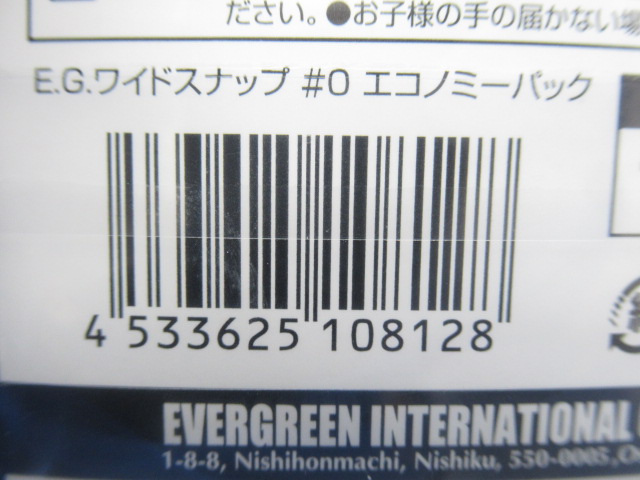 ださい。●お子様の手の届かない場
E.G.ワイドスナップ #0 エコノミーパック
4 533625 108128
EVERGREEN INTERNATIONAL
1-8-8, Nishihonmachi, Nishiku, 550-0005,